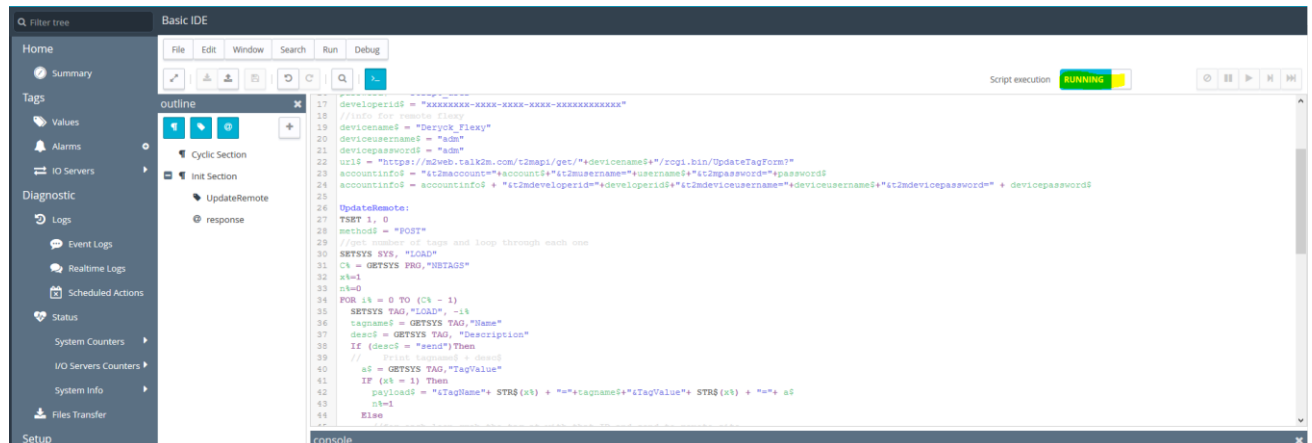 Filter tree
Basic IDE
Home
Summary
Tags
Values
Alarms
IO Servers
Diagnostic
Logs
Event Logs
Realtime Logs
Scheduled Actions
Status
System Counters
I/O Servers Counters
System Info
Files Transfer
Setup
File Edit Window Search Run Debug
Script execution RUNNING
outline
Cyclic Section
Init Section
UpdateRemote
response
17 developerid$ = "xxxxxxxx-xxxx-xxxx-xxxx-xxxxxxxxxxxx"
18 //info for remote flexy
19 devicename$ = "Deryck_Flexy"
20 deviceusername$ = "adm"
21 devicepassword$ = "adm"
22 url$ = "https://m2web.talk2m.com/t2mapi/get/"+devicename$+"/rcgi.bin/UpdateTagForm?"
23 accountinfo$ = "&t2maccount="+account$+"&t2musername="+username$+"&t2mpassword="+password$
24 accountinfo$ = accountinfo$ + "&t2mdeveloperid="+developerid$+"&t2mdeviceusername="+deviceusername$+"&t2mdevicepassword=" + devicepassword$
25
26 UpdateRemote:
27 TSET 1, 0
28 method$ = "POST"
29 //get number of tags and loop through each one
30 SETSYS SYS, "LOAD"
31 C% = GETSYS PRG,"NBTAGS"
32 x%=1
33 n%=0
34 FOR i% = 0 TO (C% - 1)
35 SETSYS TAG,"LOAD", -i%
36 tagname$ = GETSYS TAG,"Name"
37 desc$ = GETSYS TAG, "Description"
38 If (desc$ = "send")Then
39 // Print tagname$ + desc$
40 a$ = GETSYS TAG,"TagValue"
41 IF (x% = 1) Then
42 payload$ = "&TagName"+ STR$(x%) + "="+tagname$+"&TagValue"+ STR$(x%) + "="+ a$
43 n%=1
44 Else
console